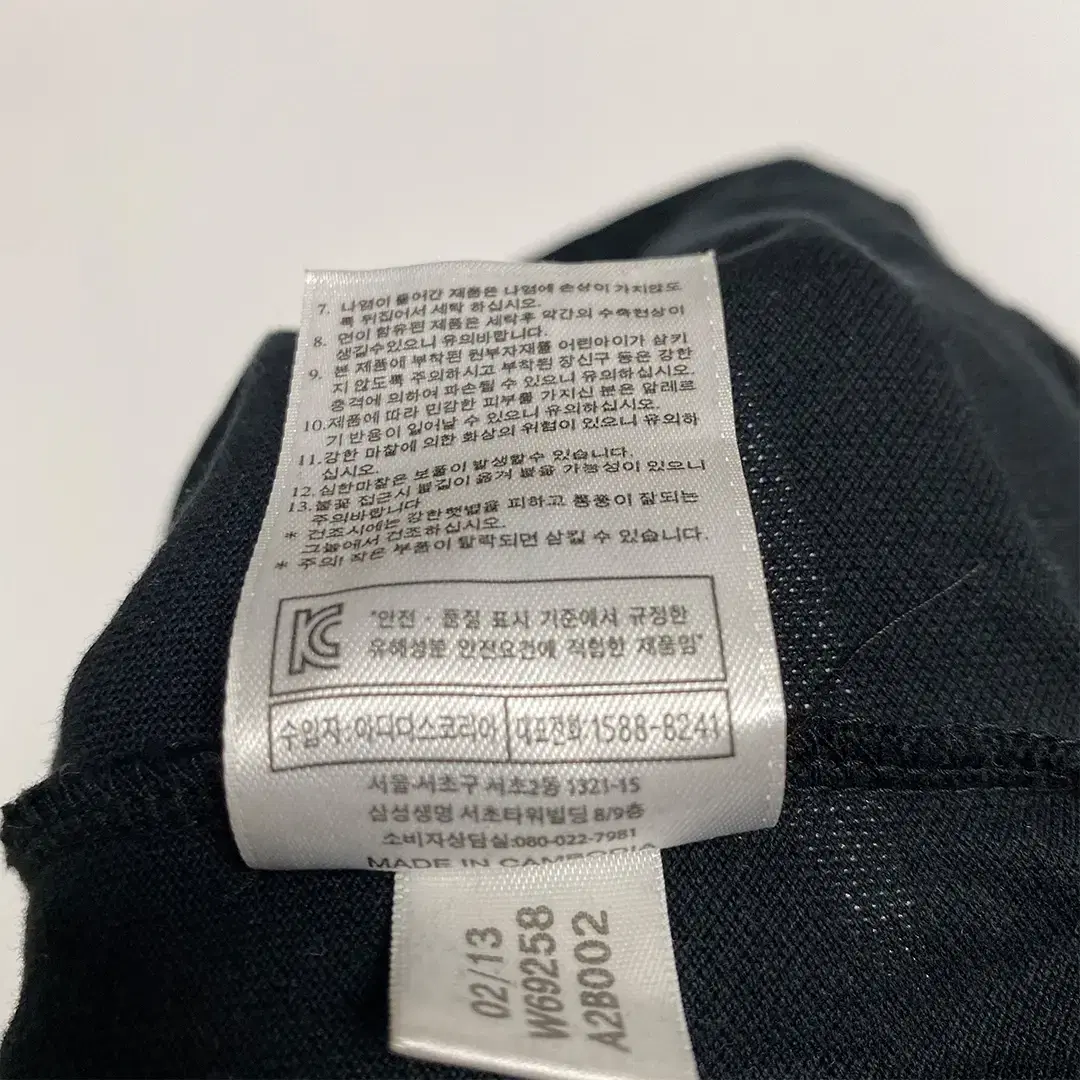 7. 나염이 들어간 제품은 나염에 손상이 가지않도
록 뒤집어서 세탁 하십시오.
8. 면이 함유된 제품은 세탁후 약간의 수축현상이
생길수있으니 유의바랍니다.
9. 본 제품에 부착된 원부자재를 어린아이가 삼키
지 않도록 주의하시고 부착된 장신구 등은 강한
충격에 의하여 파손될 수 있으니 유의하십시오.
10.제품에 따라 민감한 피부를 가지신 분은 알레르
기 반응이 일어날 수 있으니 유의하십시오.
11.강한 마찰에 의한 화상의 위험이 있으니 유의하
십시오.
12. 심한마찰은 보풀이 발생할수 있습니다.
13.불꽃 접근시 불길이 옮겨 붙을 가능성이 있으니
주의바랍니다
* 건조시에는 강한햇볕을 피하고 통풍이 잘되는
그늘에서 건조하십시오.
* 주의! 작은 부품이 탈락되면 삼킬 수 있습니다.
"안전·품질 표시 기준에서 규정한
유해성분 안전요건에 적합한 제품임"
수입자: 아디다스코리아 대표전화:1588-8241
서울·서초구 서초2동 1321-15
삼성생명 서초타워빌딩 8/9층
소비자상담실:080-022-7981
MADE IN CAMBODIA
02/13
W69258
A2B002